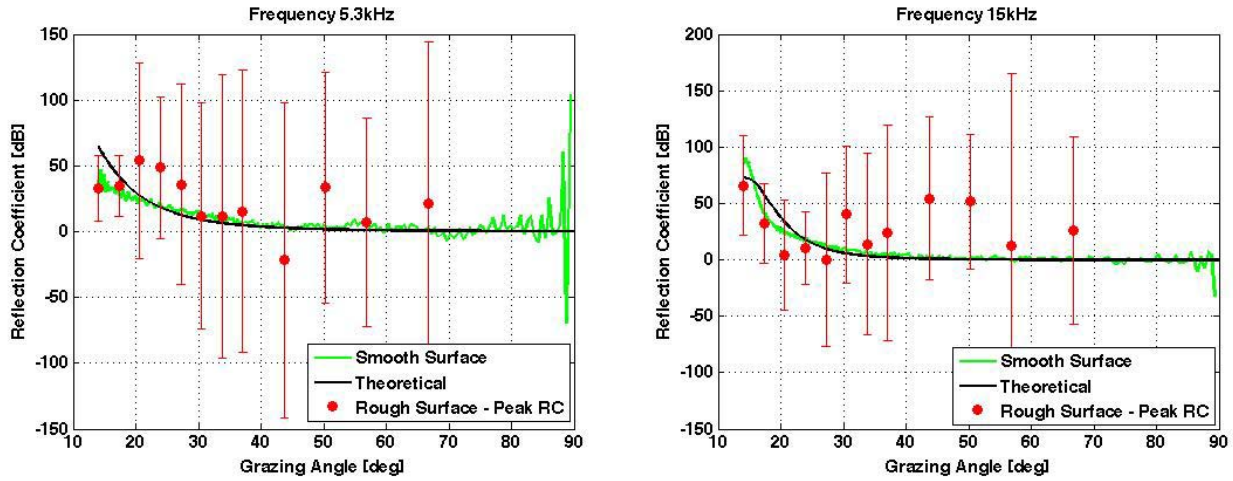 Frequency 5.3kHz
150
100
50
0
-50
-100
-150
Reflection Coefficient [dB]
Smooth Surface
Theoretical
Rough Surface - Peak RC
10 20 30 40 50 60 70 80 90
Grazing Angle [deg]
Frequency 15kHz
200
150
100
50
0
-50
-100
-150
Reflection Coefficient [dB]
Smooth Surface
Theoretical
Rough Surface - Peak RC
10 20 30 40 50 60 70 80 90
Grazing Angle [deg]